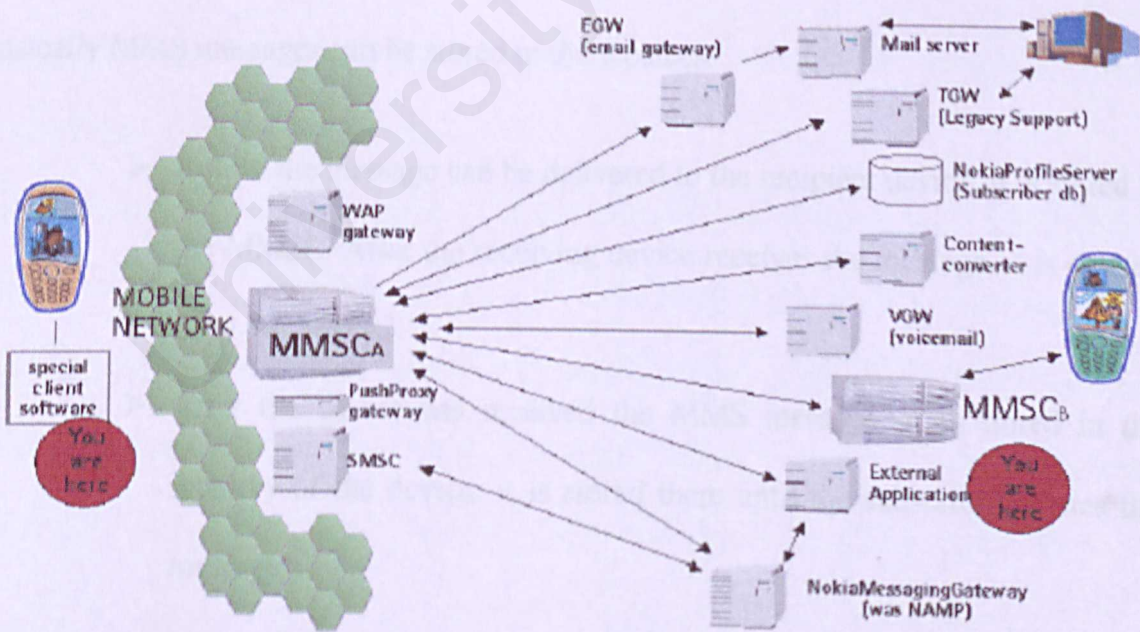 EGW
(email gateway)
Mail server
TGW
(Legacy Support)
NokiaProfileServer
(Subscriber db)
WAP
gateway
Content-
converter
MOBILE
NETWORK
MMSCA
VGW
(voicemail)
special
client
software
PushProxy
gateway
MMSCB
You
are
here
SMSC
External
Application
You
are
here
NokiaMessagingGateway
(was NAMP)
University